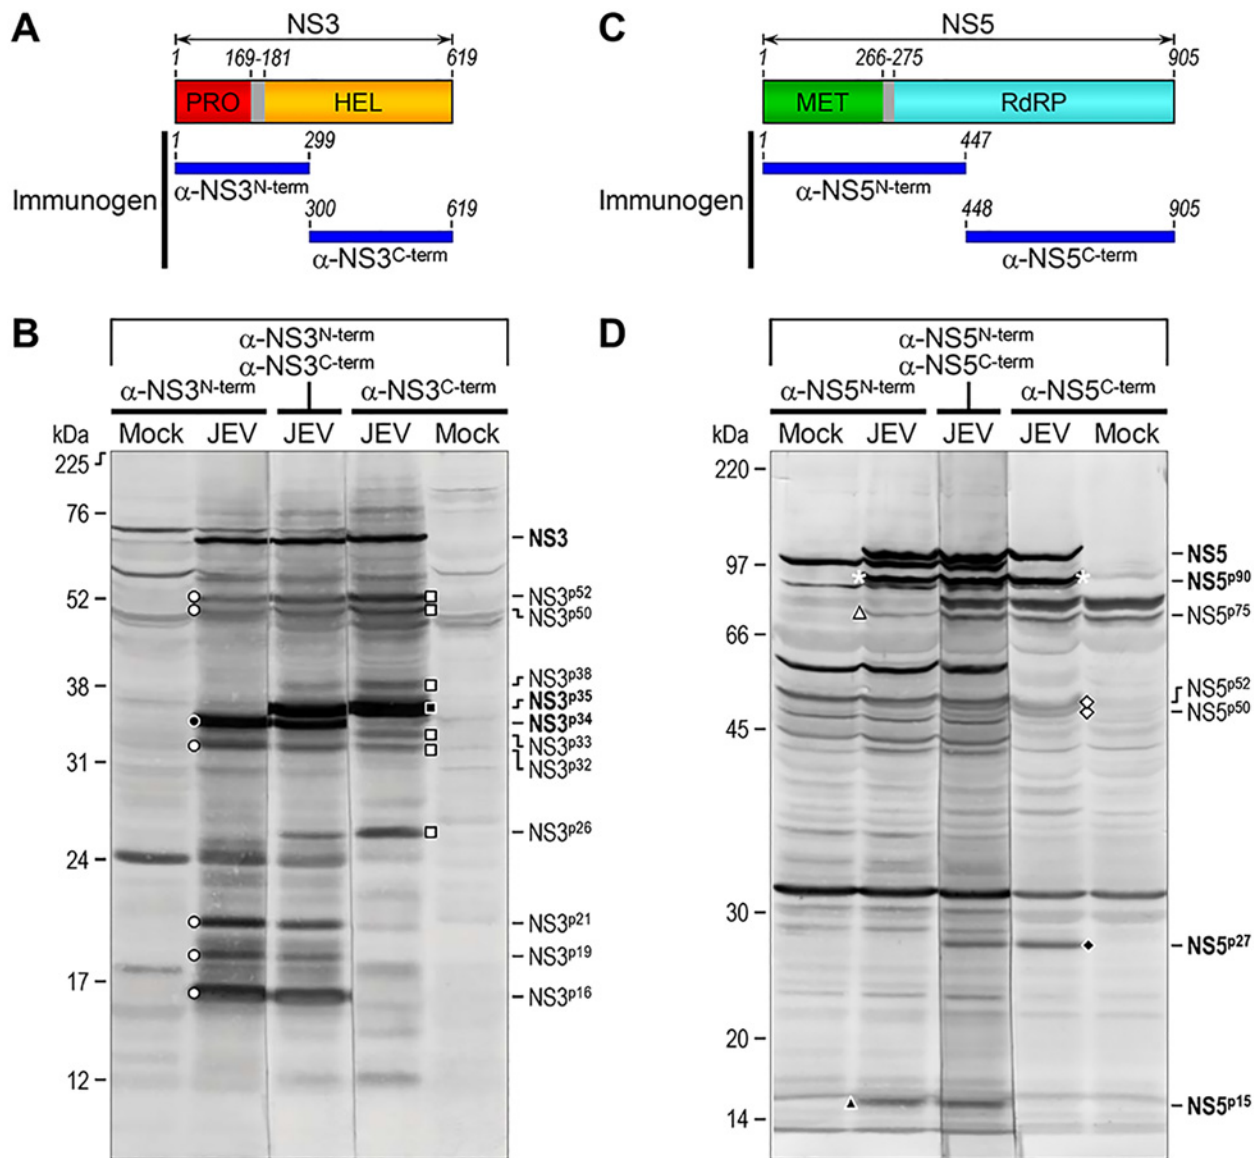 A
NS3
1 169-181 619
PRO HEL
1 299
Immunogen
α-NS3N-term
300 619
α-NS3C-term
C
NS5
1 266-275 905
MET RdRP
1 447
Immunogen
α-NS5N-term
448 905
α-NS5C-term
B
α-NS3N-term
α-NS3C-term
α-NS3N-term α-NS3C-term
kDa Mock JEV JEV JEV Mock
225
76
52
38
31
24
17
12
NS3
NS3p52
NS3p50
NS3p38
NS3p35
NS3p34
NS3p33
NS3p32
NS3p26
NS3p21
NS3p19
NS3p16
D
α-NS5N-term
α-NS5C-term
α-NS5N-term α-NS5C-term
kDa Mock JEV JEV JEV Mock
220
97
66
45
30
20
14
NS5
NS5p90
NS5p75
NS5p52
NS5p50
NS5p27
NS5p15